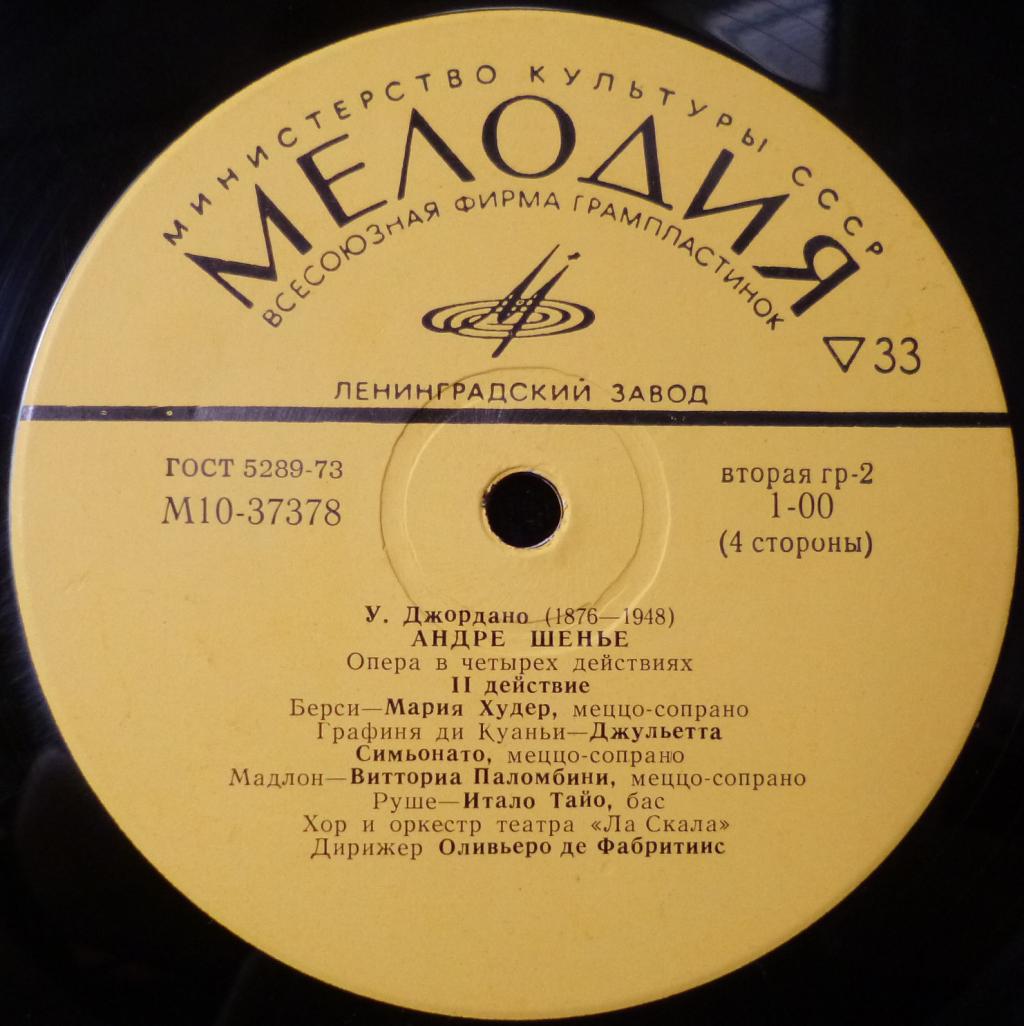 МИНИСТЕРСТВО КУЛЬТУРЫ СССР
МЕЛОДИЯ
ВСЕСОЮЗНАЯ ФИРМА ГРАМПЛАСТИНОК
▽33
ЛЕНИНГРАДСКИЙ ЗАВОД
ГОСТ 5289-73
М10-37378
вторая гр-2
1-00
(4 стороны)
У. Джордано (1876—1948)
АНДРЕ ШЕНЬЕ
Опера в четырех действиях
II действие
Берси—Мария Худер, меццо-сопрано
Графиня ди Куаньи—Джульетта
Симьонато, меццо-сопрано
Мадлон—Витториа Паломбини, меццо-сопрано
Руше—Итало Тайо, бас
Хор и оркестр театра «Ла Скала»
Дирижер Оливьеро де Фабритиис